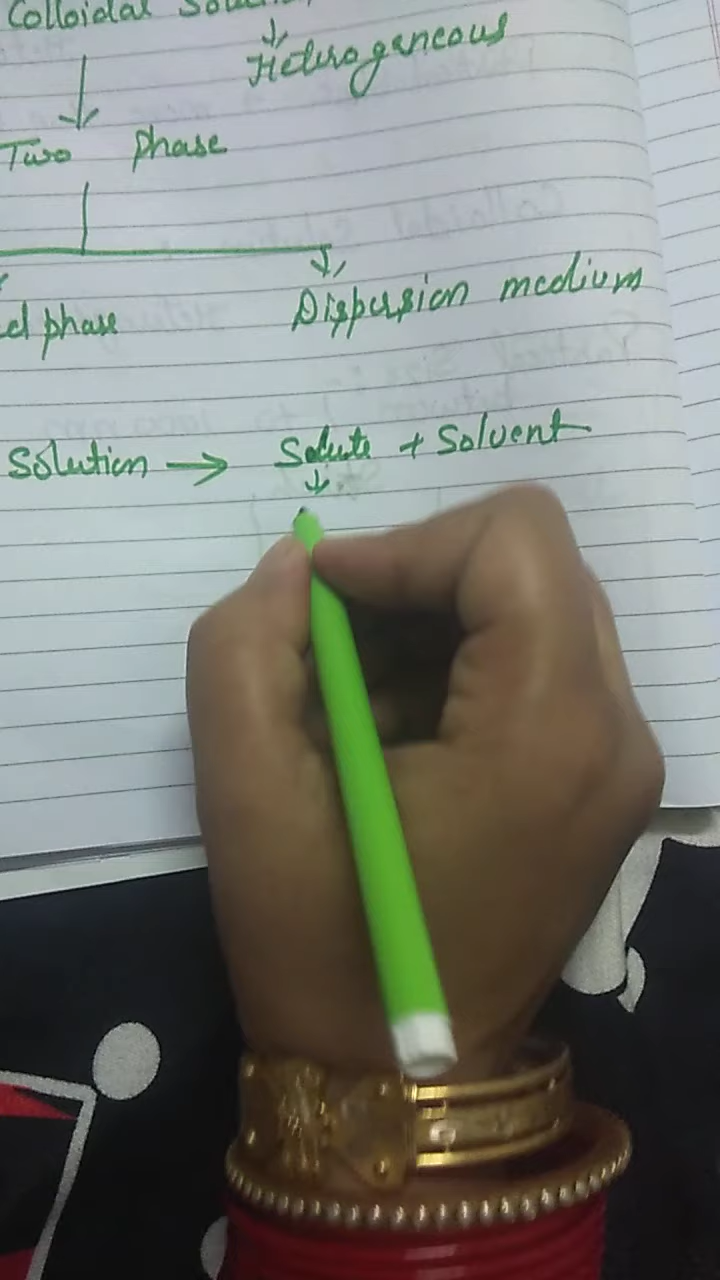 Colloidal
Heterogeneous
Two phase
phase
Dispersion medium
Solution → Solute + Solvent